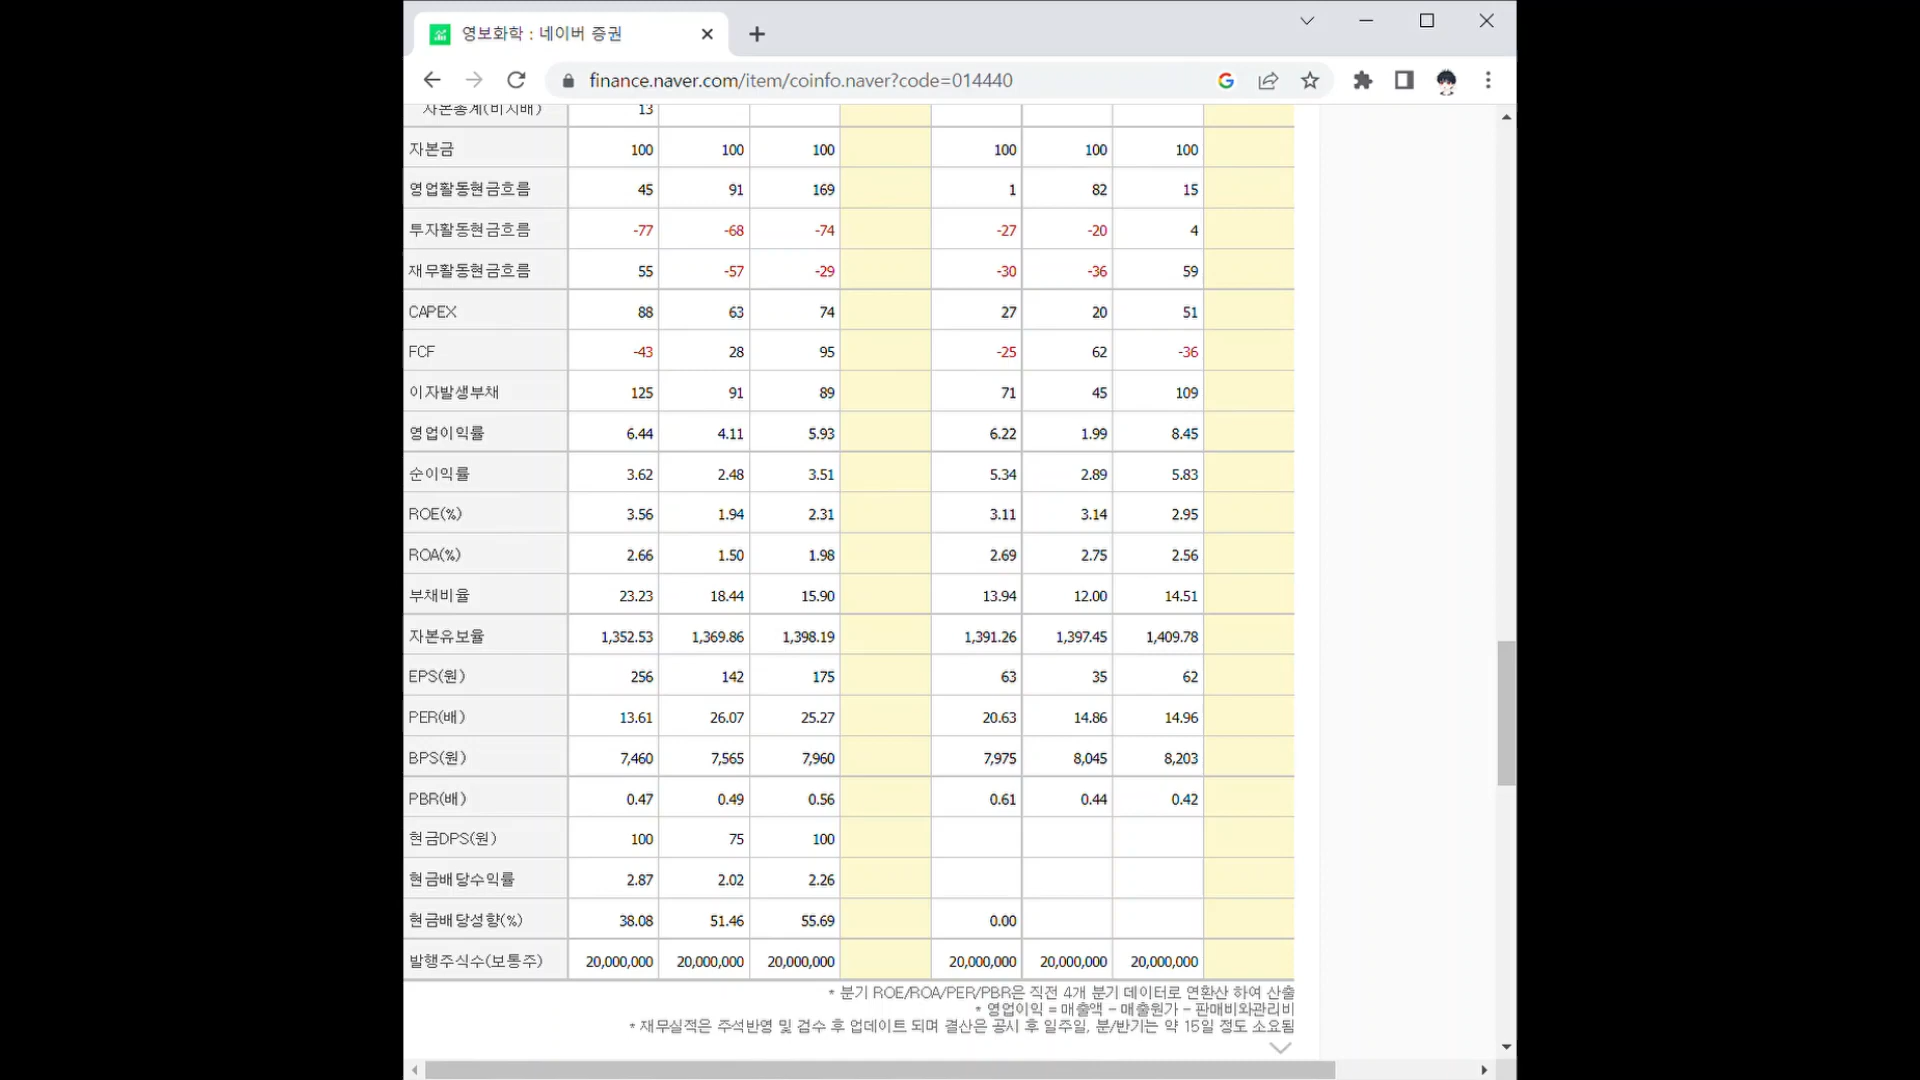 영보화학 : 네이버 증권
finance.naver.com/item/coinfo.naver?code=014440
자본총계(비지배) 13
자본금 100 100 100 100 100 100
영업활동현금흐름 45 91 169 1 82 15
투자활동현금흐름 -77 -68 -74 -27 -20 4
재무활동현금흐름 55 -57 -29 -30 -36 59
CAPEX 88 63 74 27 20 51
FCF -43 28 95 -25 62 -36
이자발생부채 125 91 89 71 45 109
영업이익률 6.44 4.11 5.93 6.22 1.99 8.45
순이익률 3.62 2.48 3.51 5.34 2.89 5.83
ROE(%) 3.56 1.94 2.31 3.11 3.14 2.95
ROA(%) 2.66 1.50 1.98 2.69 2.75 2.56
부채비율 23.23 18.44 15.90 13.94 12.00 14.51
자본유보율 1,352.53 1,369.86 1,398.19 1,391.26 1,397.45 1,409.78
EPS(원) 256 142 175 63 35 62
PER(배) 13.61 26.07 25.27 20.63 14.86 14.96
BPS(원) 7,460 7,565 7,960 7,975 8,045 8,203
PBR(배) 0.47 0.49 0.56 0.61 0.44 0.42
현금DPS(원) 100 75 100
현금배당수익률 2.87 2.02 2.26
현금배당성향(%) 38.08 51.46 55.69 0.00
발행주식수(보통주) 20,000,000 20,000,000 20,000,000 20,000,000 20,000,000 20,000,000
* 분기 ROE/ROA/PER/PBR은 직전 4개 분기 데이터로 연환산 하여 산출
* 영업이익 = 매출액 - 매출원가 - 판매비와관리비
* 재무실적은 주석반영 및 검수 후 업데이트 되며 결산은 공시 후 일주일, 분/반기는 약 15일 정도 소요됨